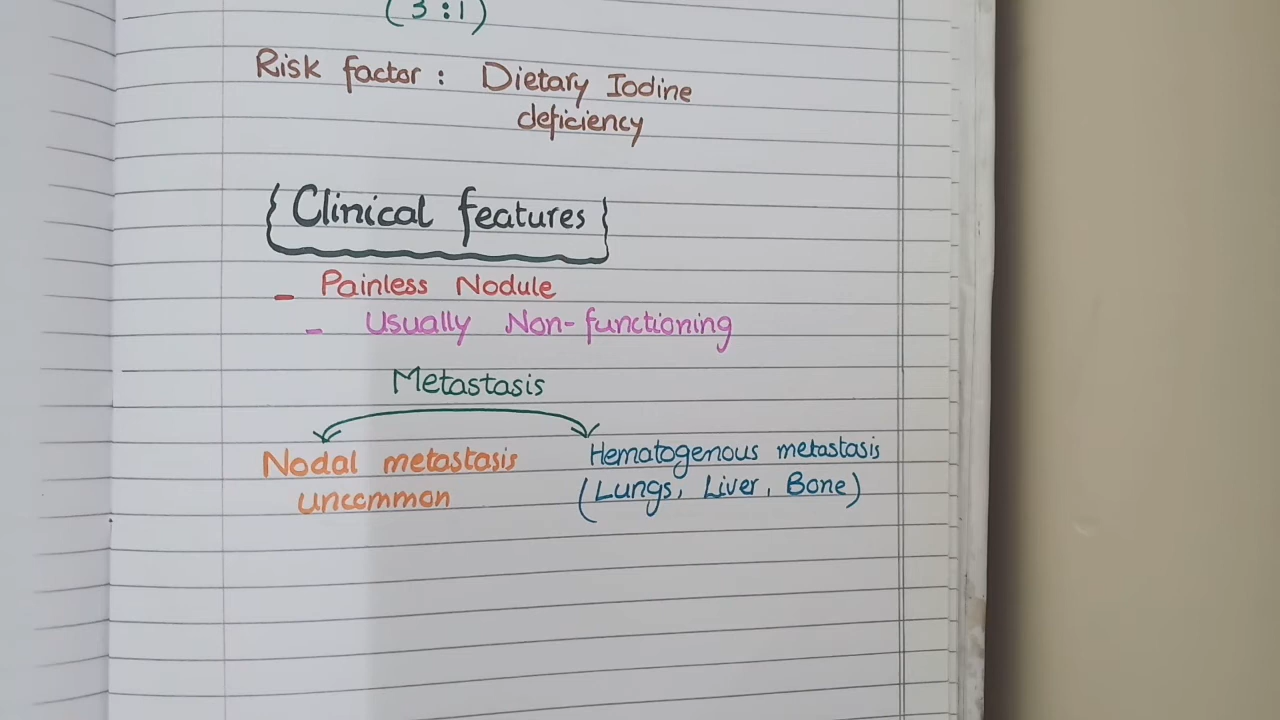 (3:1)
Risk factor: Dietary Iodine
deficiency
Clinical features
- Painless Nodule
- Usually Non-functioning
Metastasis
Nodal metastasis
uncommon
Hematogenous metastasis
(Lungs, Liver, Bone)